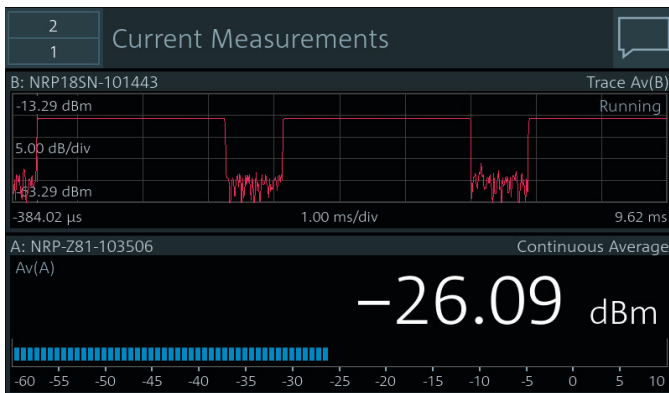 2
1
Current Measurements
B: NRP18SN-101443
Trace Av(B)
-13.29 dBm
Running
5.00 dB/div
-63.29 dBm
-384.02 µs
1.00 ms/div
9.62 ms
A: NRP-Z81-103506
Continuous Average
Av(A)
−26.09 dBm
-60 -55 -50 -45 -40 -35 -30 -25 -20 -15 -10 -5 0 5 10